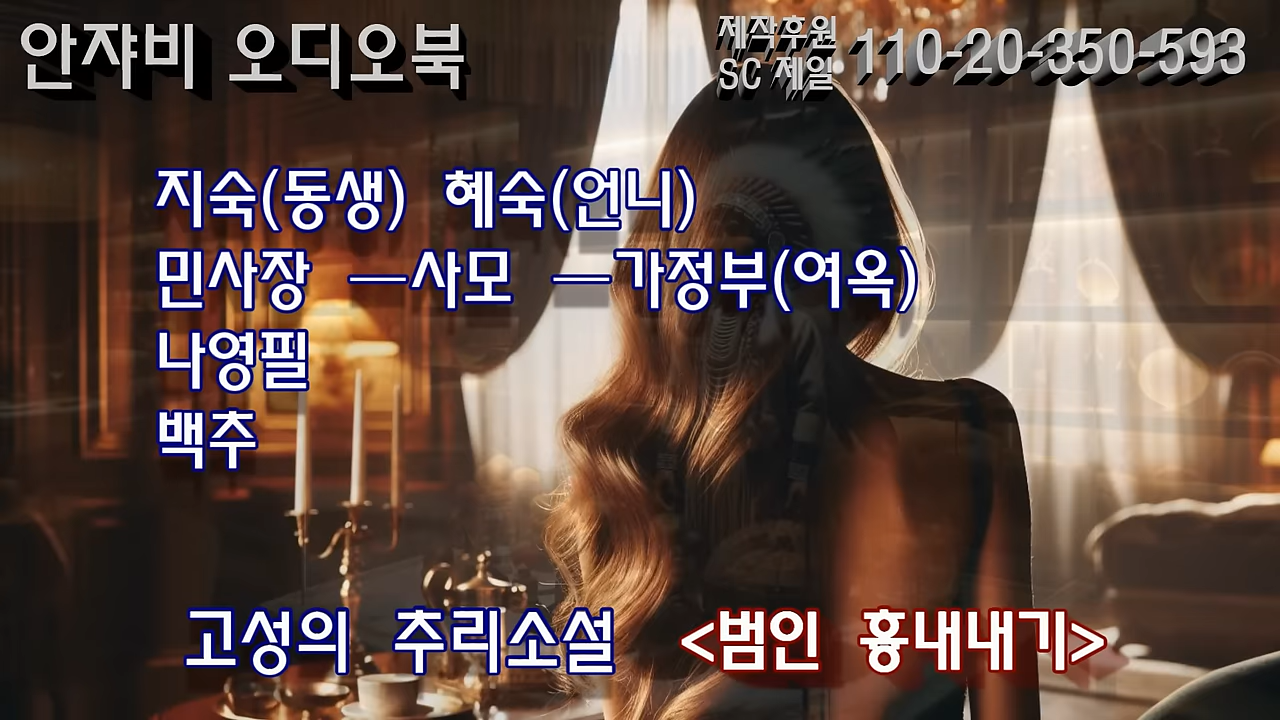 안쟈비 오디오북
제작후원
SC 제일
110-20-350-593
지숙(동생) 혜숙(언니)
민사장 —사모 —가정부(여옥)
나영필
백추
고성의 추리소설 <범인 흉내내기>